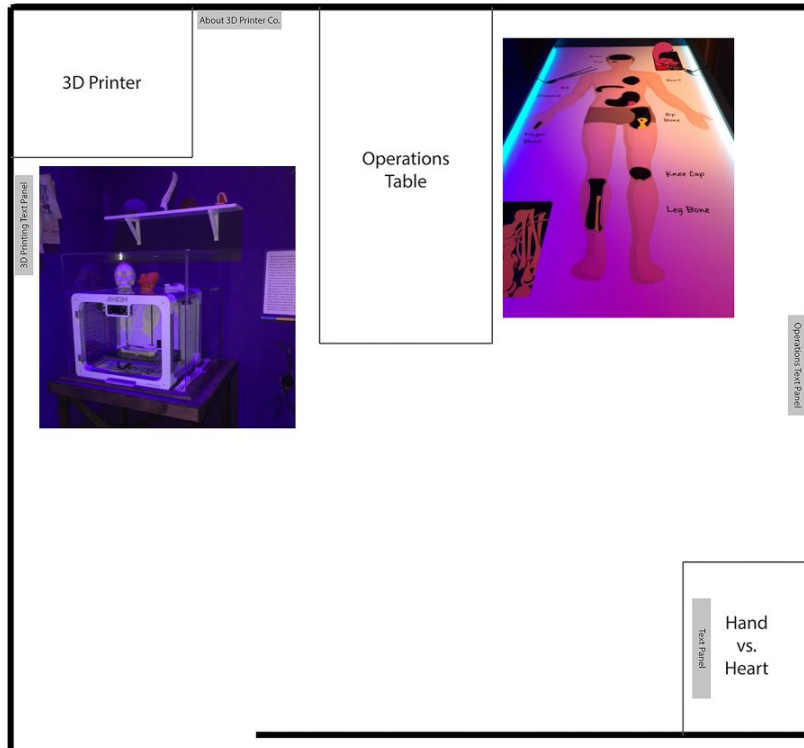 About 3D Printer Co.
3D Printer
Operations
Table
Hip
Bone
Knee Cap
Leg Bone
3D Printing Text Panel
AXIOM
Operations Text Panel
Text Panel
Hand
vs.
Heart